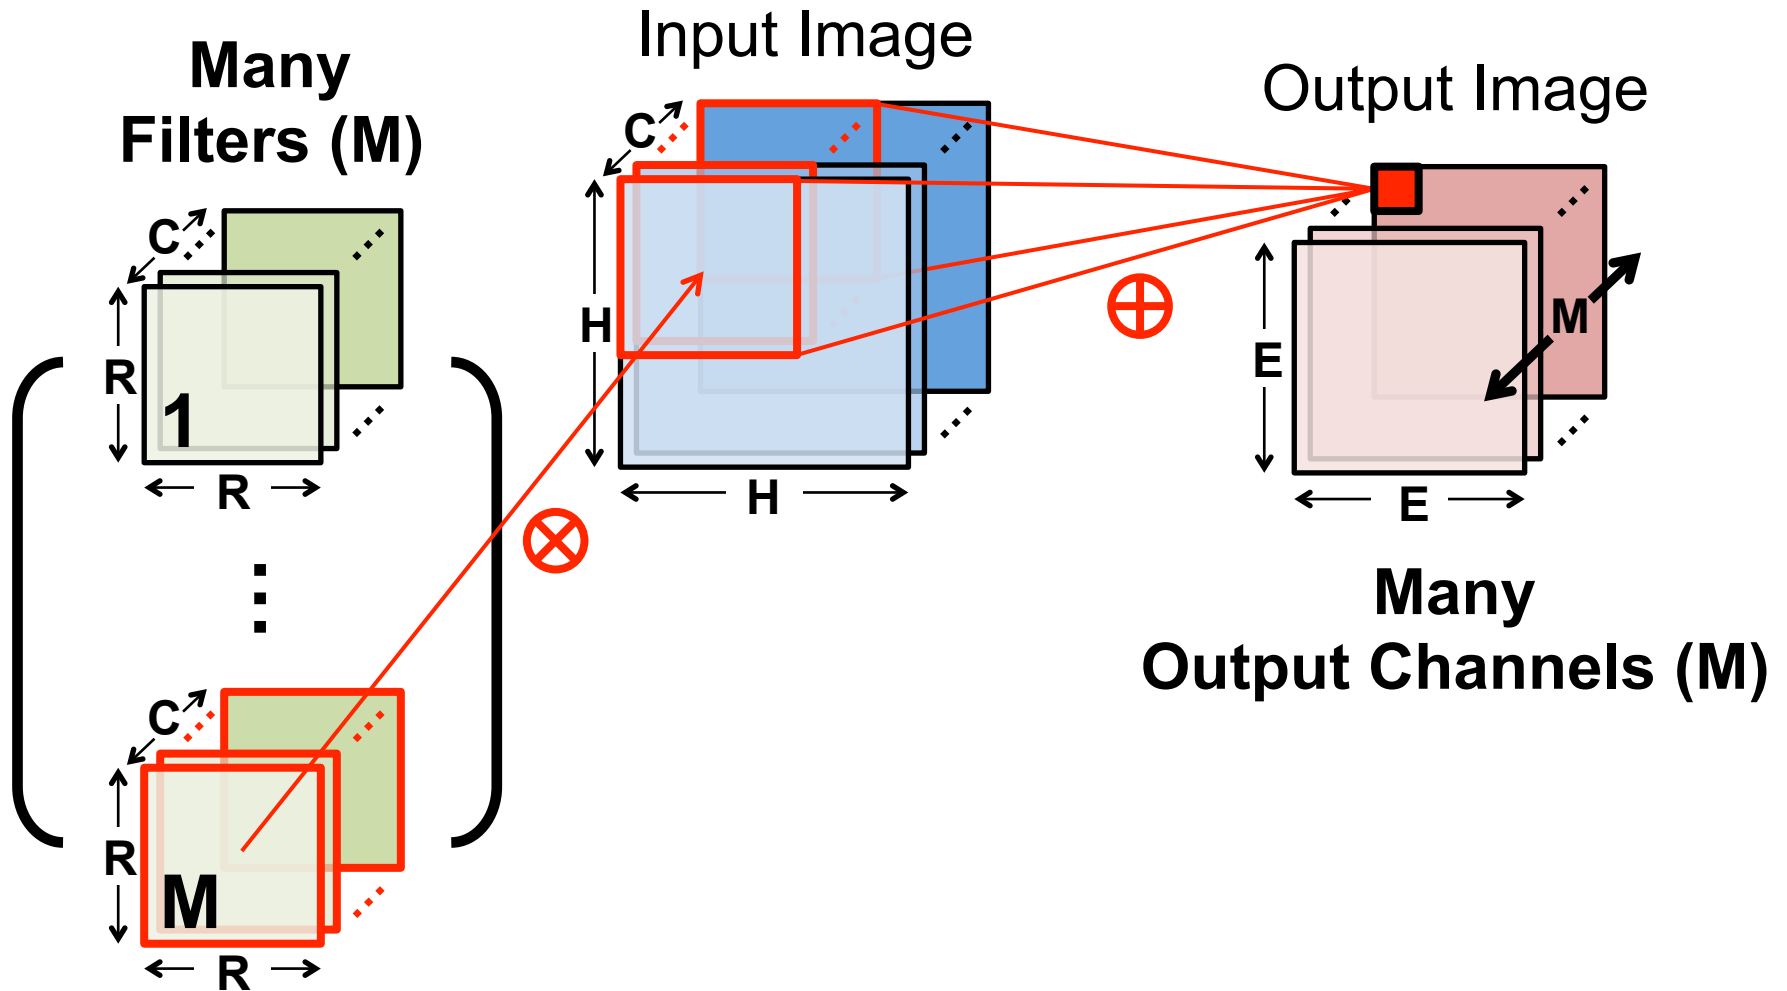 Many
Filters (M)
C
R
1
R
C
R
M
R
Input Image
C
H
H
Output Image
E
M
E
Many
Output Channels (M)